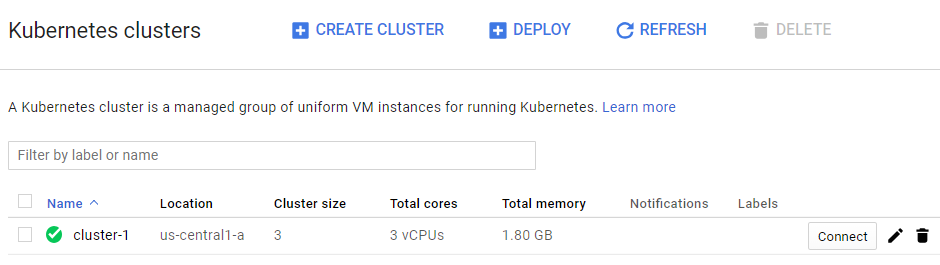 Kubernetes clusters CREATE CLUSTER DEPLOY REFRESH DELETE
A Kubernetes cluster is a managed group of uniform VM instances for running Kubernetes. Learn more
Filter by label or name
Name Location Cluster size Total cores Total memory Notifications Labels
cluster-1 us-central1-a 3 3 vCPUs 1.80 GB Connect